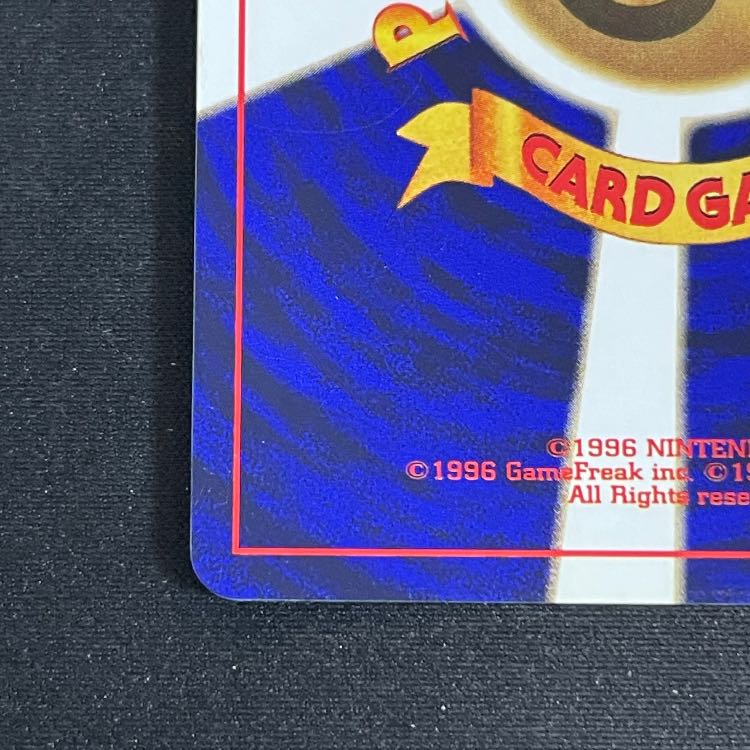 P
CARD GA
©1996 NINTEN
©1996 GameFreak inc. ©19
All Rights rese